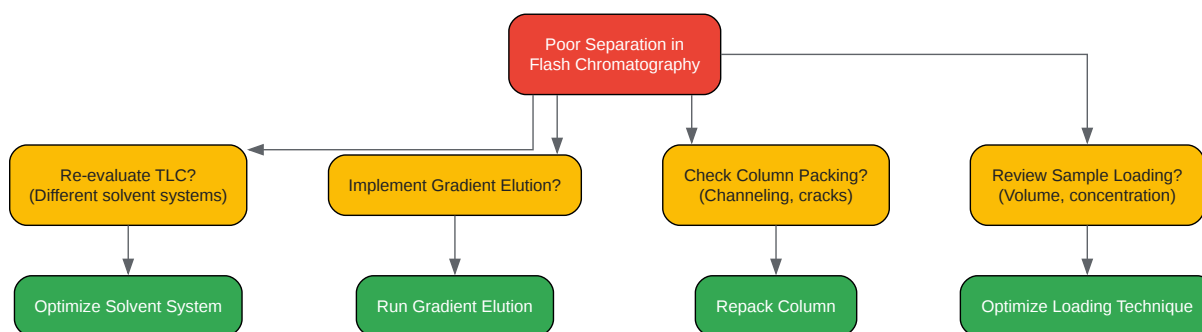 Poor Separation in
Flash Chromatography
Re-evaluate TLC?
(Different solvent systems)
Implement Gradient Elution?
Check Column Packing?
(Channeling, cracks)
Review Sample Loading?
(Volume, concentration)
Optimize Solvent System
Run Gradient Elution
Repack Column
Optimize Loading Technique